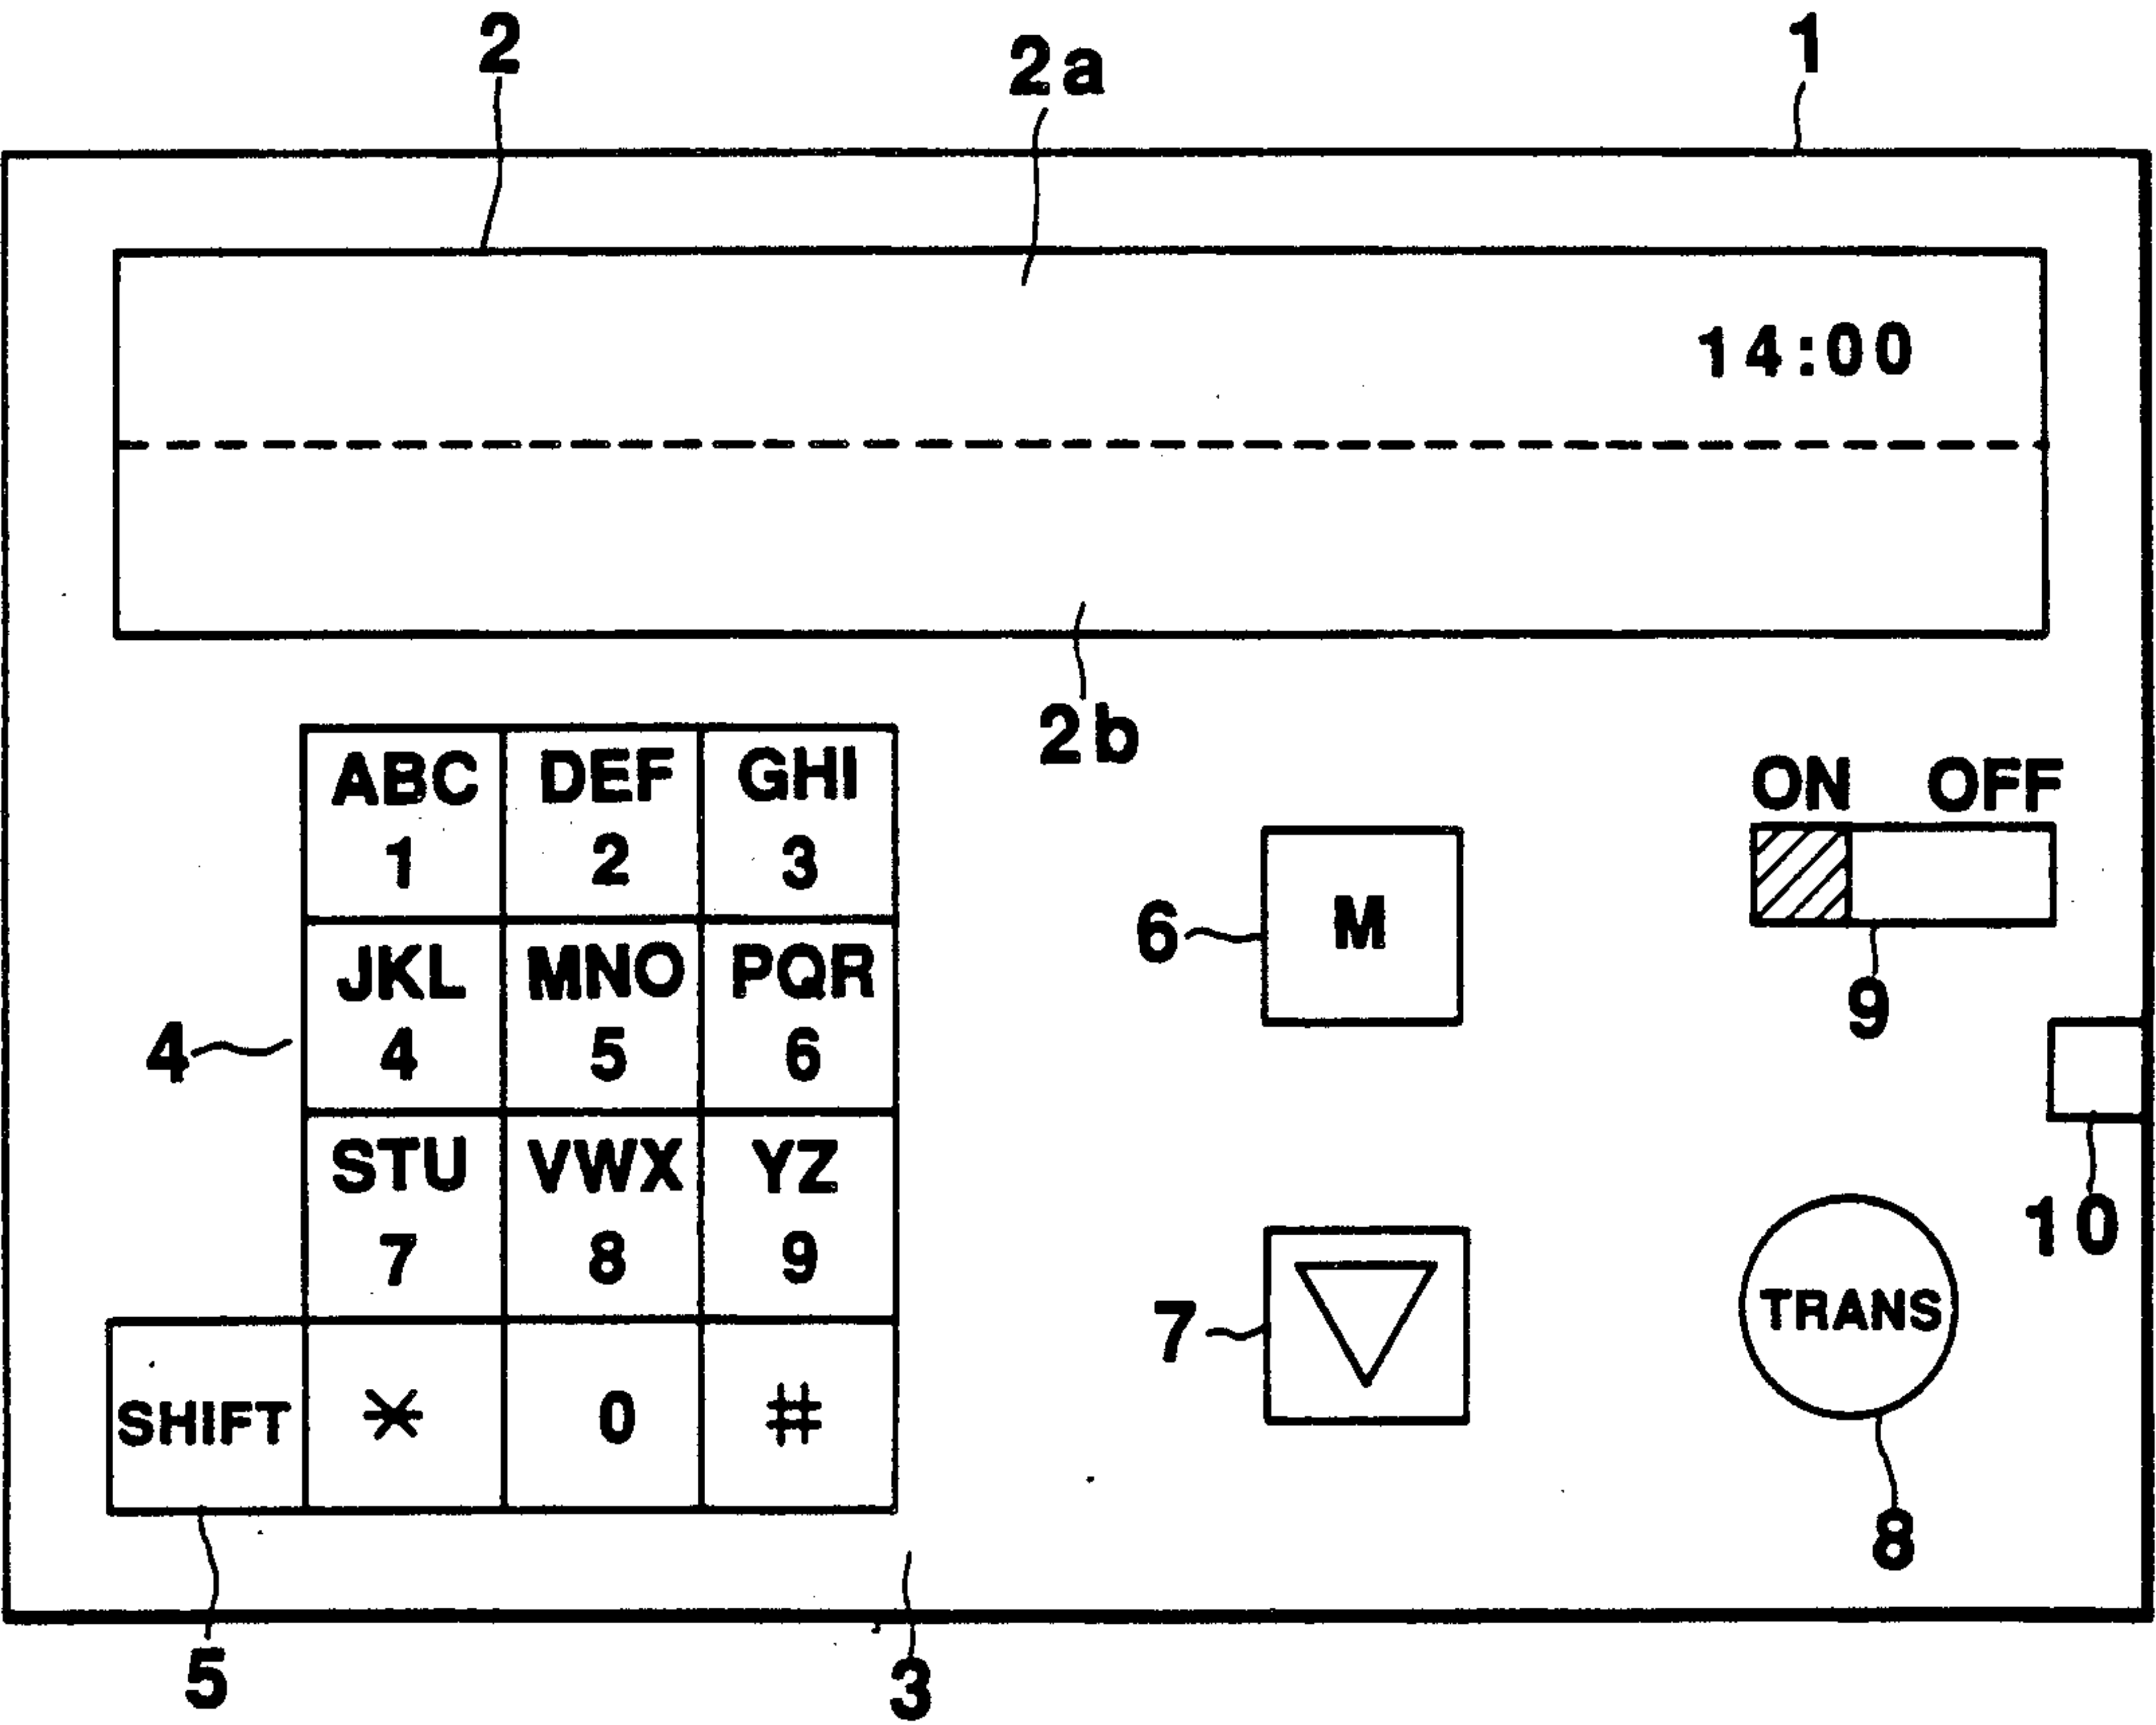 2
2a
1
14:00
2b
ABC DEF GHI
1 2 3
ON OFF
6
M
9
JKL MNO PQR
4
4 5 6
STU VWX YZ
7 8 9
10
7
TRANS
SHIFT * 0 #
8
5
3